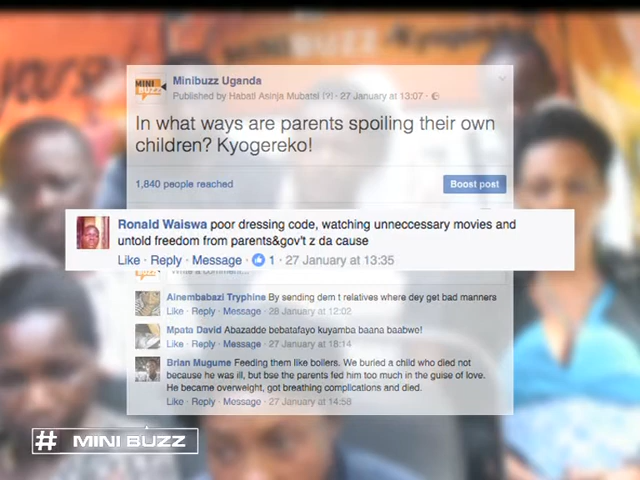 MINI
BUZZ
Minibuzz Uganda
Published by Habati Asinja Mubatsi [?] · 27 January at 13:07 ·
In what ways are parents spoiling their own
children? Kyogereko!
1,840 people reached
Boost post
Ronald Waiswa poor dressing code, watching unneccessary movies and
untold freedom from parents&gov't z da cause
Like · Reply · Message · 1 · 27 January at 13:35
Write a comment...
Ainembabazi Tryphine By sending dem t relatives where dey get bad manners
Like · Reply · Message · 28 January at 12:02
Mpata David Abazadde bebatafayo kuyamba baana baabwe!
Like · Reply · Message · 27 January at 18:14
Brian Mugume Feeding them like boilers. We buried a child who died not
because he was ill, but bse the parents fed him too much in the guise of love.
He became overweight, got breathing complications and died.
Like · Reply · Message · 27 January at 14:58
# MINI BUZZ